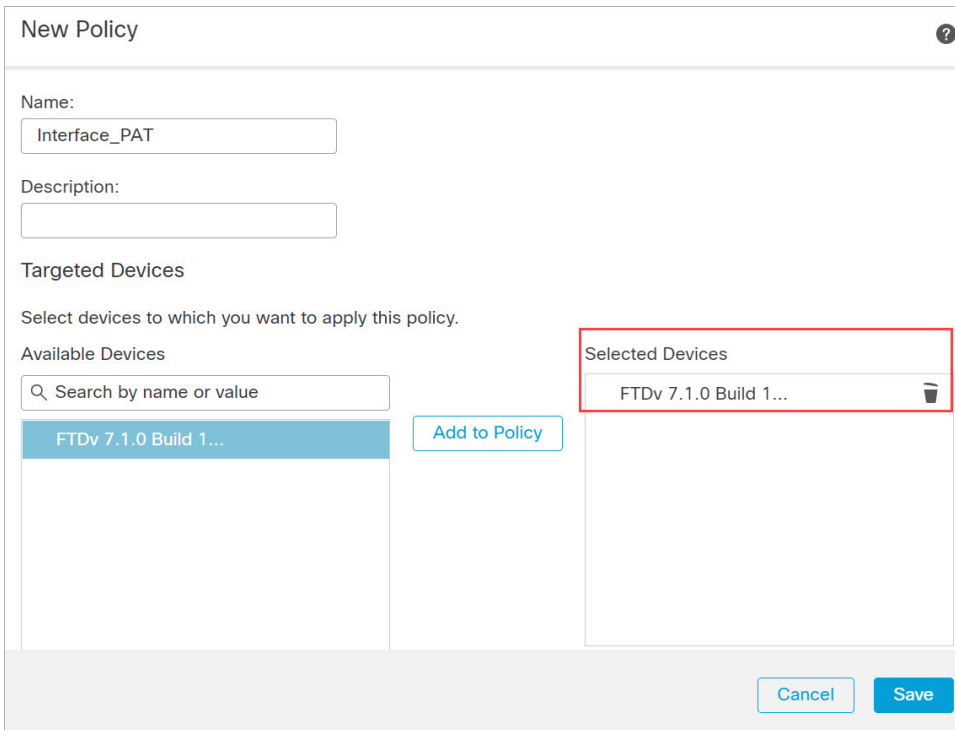 New Policy
?
Name:
Interface_PAT
Description:
Targeted Devices
Select devices to which you want to apply this policy.
Available Devices
Selected Devices
Search by name or value
FTDv 7.1.0 Build 1...
FTDv 7.1.0 Build 1...
Add to Policy
Cancel
Save